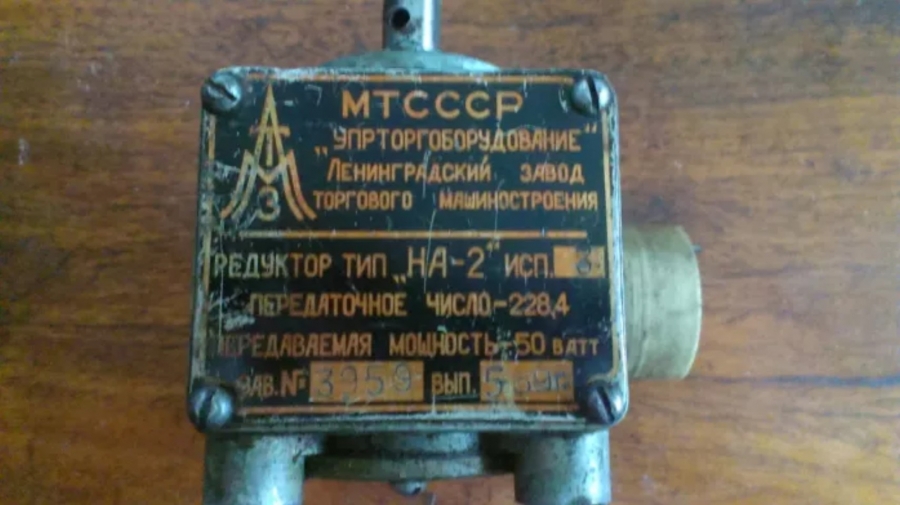 МТСССР
"УПРТОРГОБОРУДОВАНИЕ"
ЛЕНИНГРАДСКИЙ ЗАВОД
ТОРГОВОГО МАШИНОСТРОЕНИЯ
РЕДУКТОР ТИП "НА-2" ИСП. 3
ПЕРЕДАТОЧНОЕ ЧИСЛО-228,4
ПЕРЕДАВАЕМАЯ МОЩНОСТЬ-50 ВАТТ
ЗАВ.№ 3959 ВЫП.